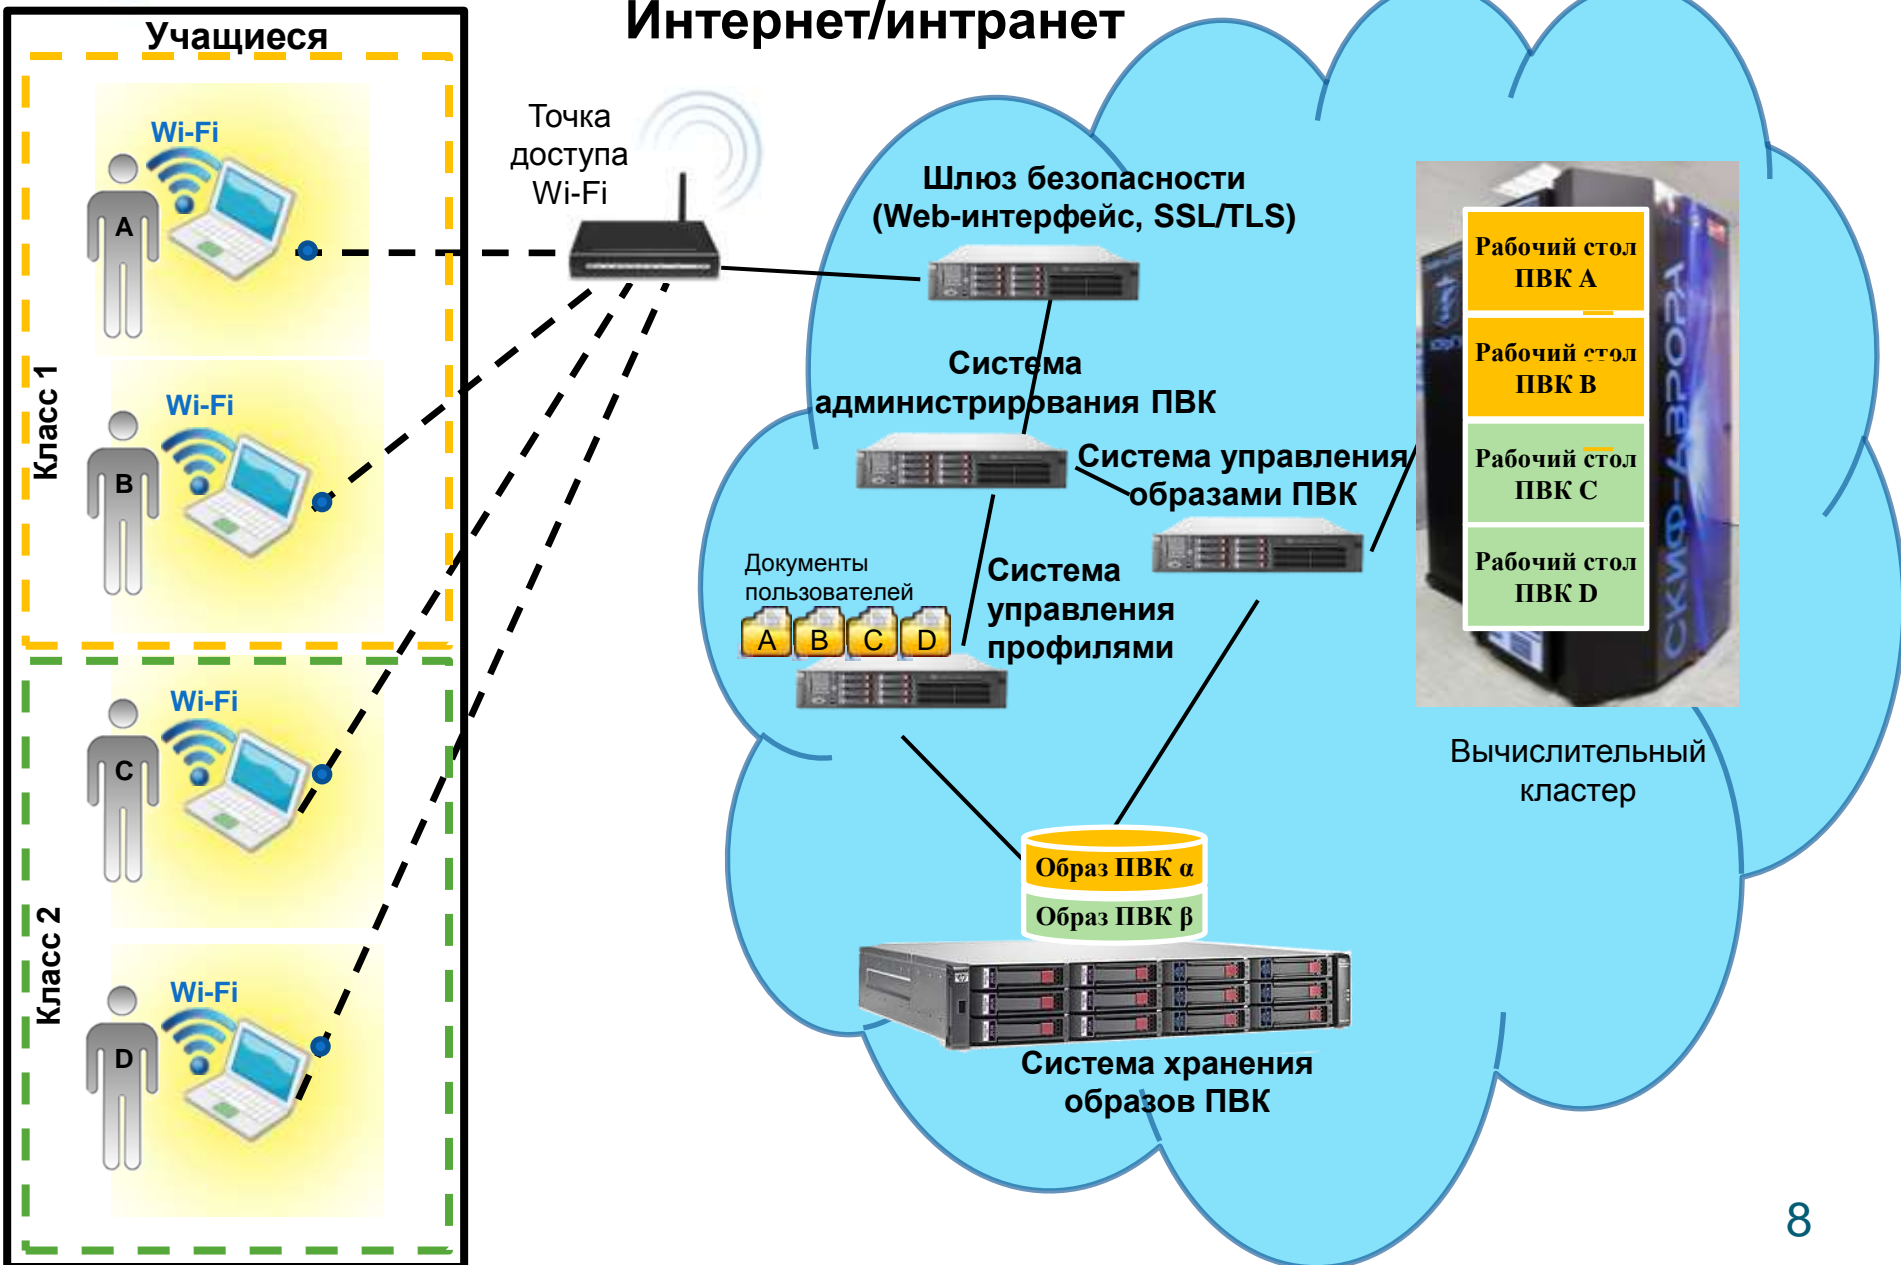 Интернет/интранет
Учащиеся
Класс 1
Wi-Fi
A
Wi-Fi
B
Класс 2
Wi-Fi
C
Wi-Fi
D
Точка
доступа
Wi-Fi
Шлюз безопасности
(Web-интерфейс, SSL/TLS)
Система
администрирования ПВК
Система управления
образами ПВК
Документы
пользователей
A B C D
Система
управления
профилями
Рабочий стол
ПВК A
Рабочий стол
ПВК B
Рабочий стол
ПВК C
Рабочий стол
ПВК D
СКИФ-АВРОРА
Вычислительный
кластер
Образ ПВК α
Образ ПВК β
Система хранения
образов ПВК
8